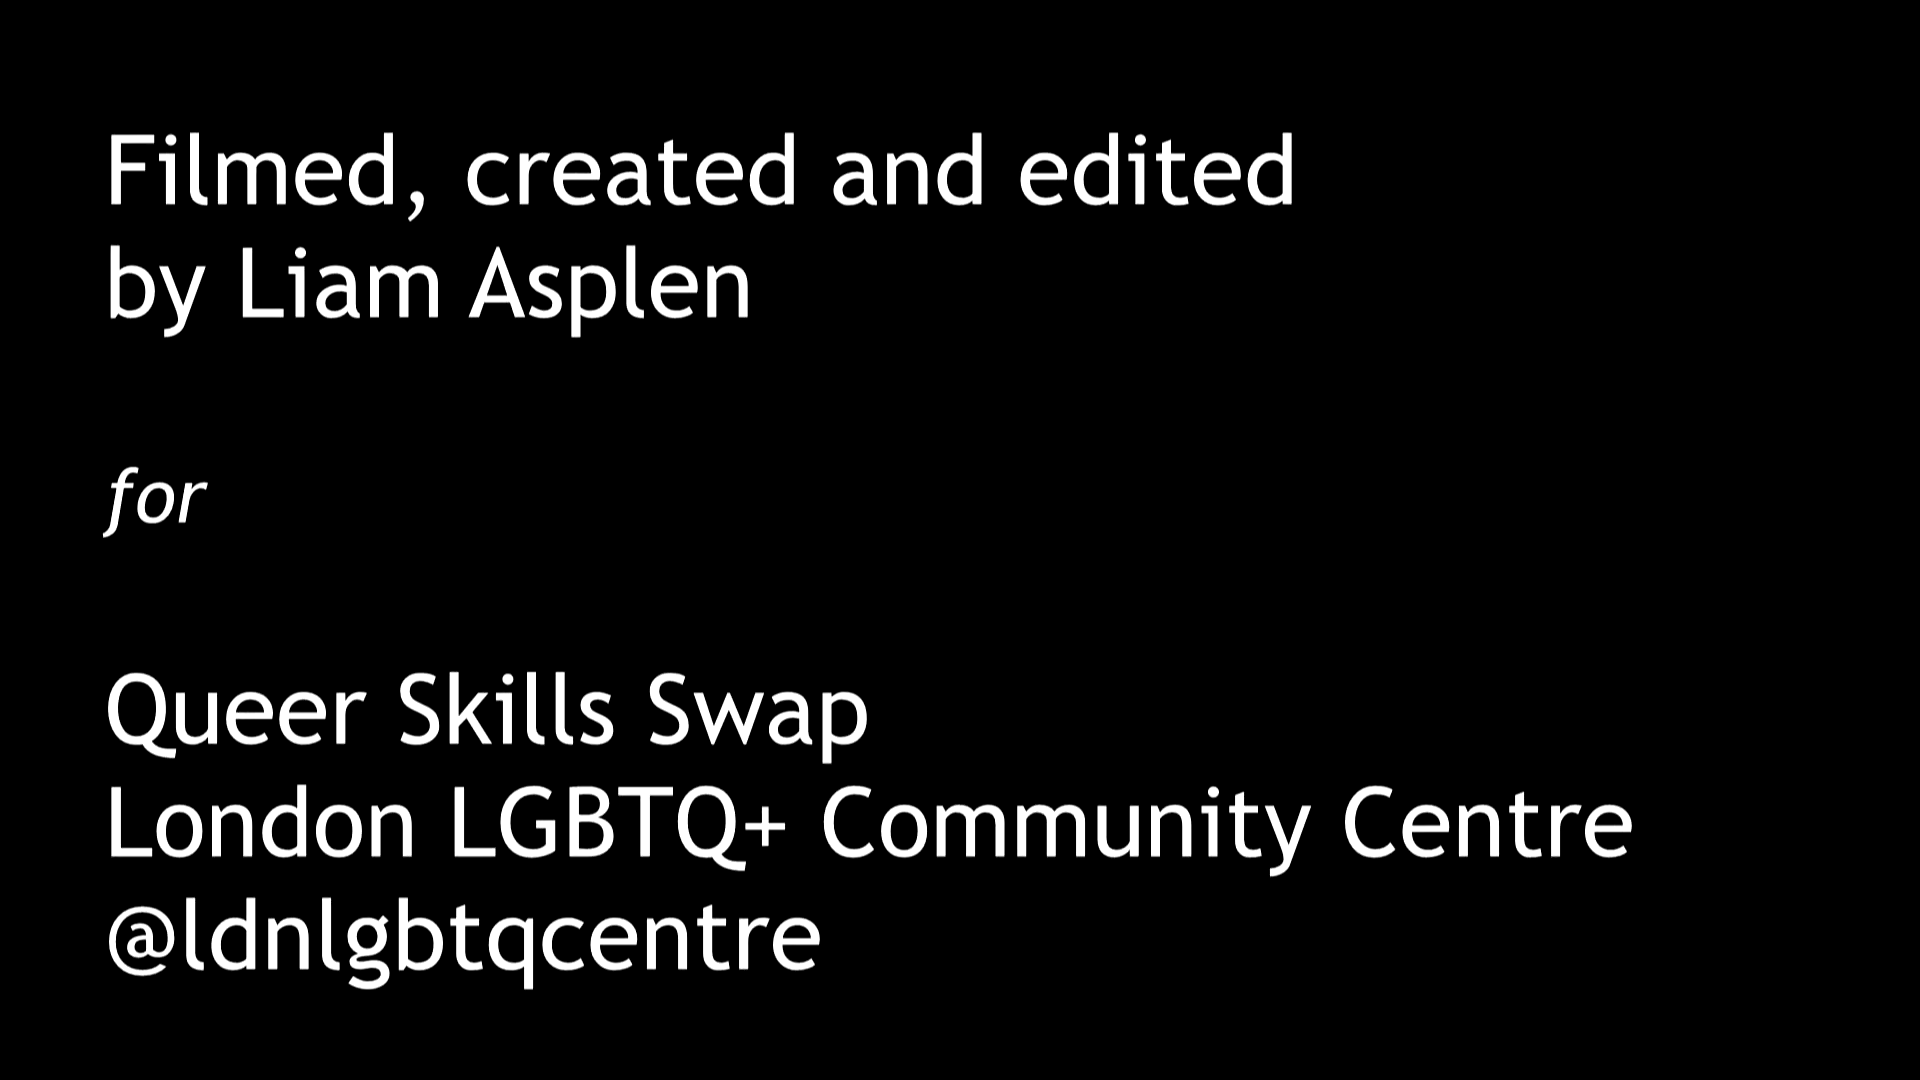 Filmed, created and edited
by Liam Asplen
for
Queer Skills Swap
London LGBTQ+ Community Centre
@ldnlgbtqcentre